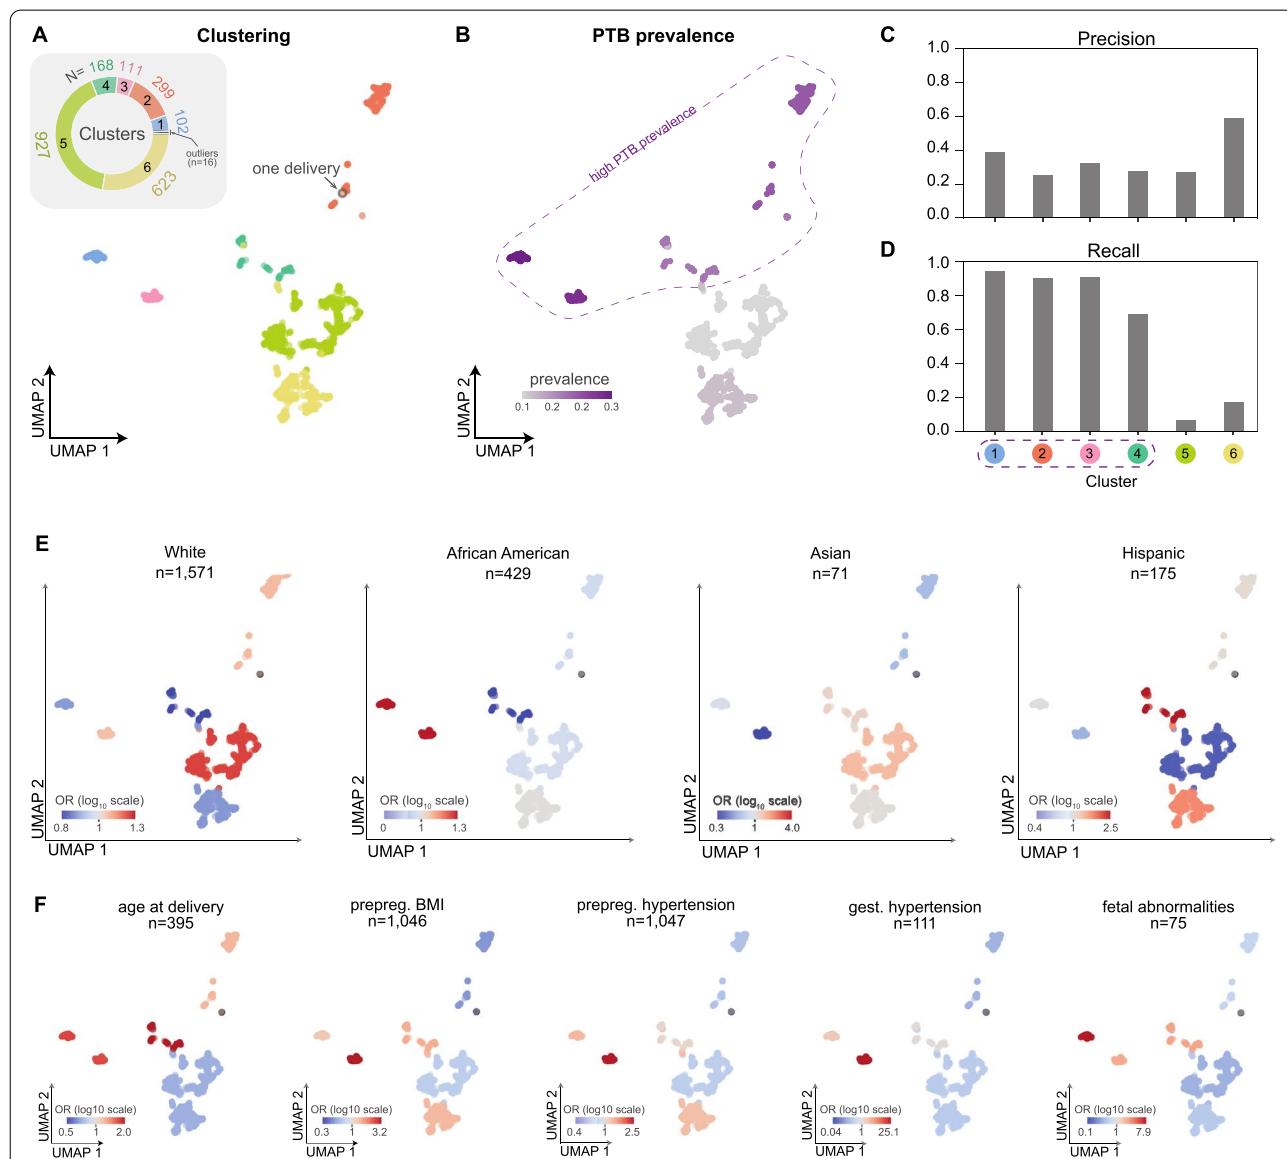 A
Clustering
N= 168 111 299 102
927
623
4
3
2
1
5
6
Clusters
outliers
(n=16)
one delivery
UMAP 2
UMAP 1
B
PTB prevalence
high PTB prevalence
prevalence
0.1 0.2 0.2 0.3
UMAP 2
UMAP 1
C
Precision
1.0
0.8
0.6
0.4
0.2
0.0
D
Recall
1.0
0.8
0.6
0.4
0.2
0.0
1 2 3 4 5 6
Cluster
E
White
n=1,571
OR (log10 scale)
0.8 1 1.3
UMAP 2
UMAP 1
African American
n=429
OR (log10 scale)
0 1 1.3
UMAP 2
UMAP 1
Asian
n=71
OR (log10 scale)
0.3 1 4.0
UMAP 2
UMAP 1
Hispanic
n=175
OR (log10 scale)
0.4 1 2.5
UMAP 2
UMAP 1
F
age at delivery
n=395
OR (log10 scale)
0.5 1 2.0
UMAP 2
UMAP 1
prepreg. BMI
n=1,046
OR (log10 scale)
0.3 1 3.2
UMAP 2
UMAP 1
prepreg. hypertension
n=1,047
OR (log10 scale)
0.4 1 2.5
UMAP 2
UMAP 1
gest. hypertension
n=111
OR (log10 scale)
0.04 1 25.1
UMAP 2
UMAP 1
fetal abnormalities
n=75
OR (log10 scale)
0.1 1 7.9
UMAP 2
UMAP 1